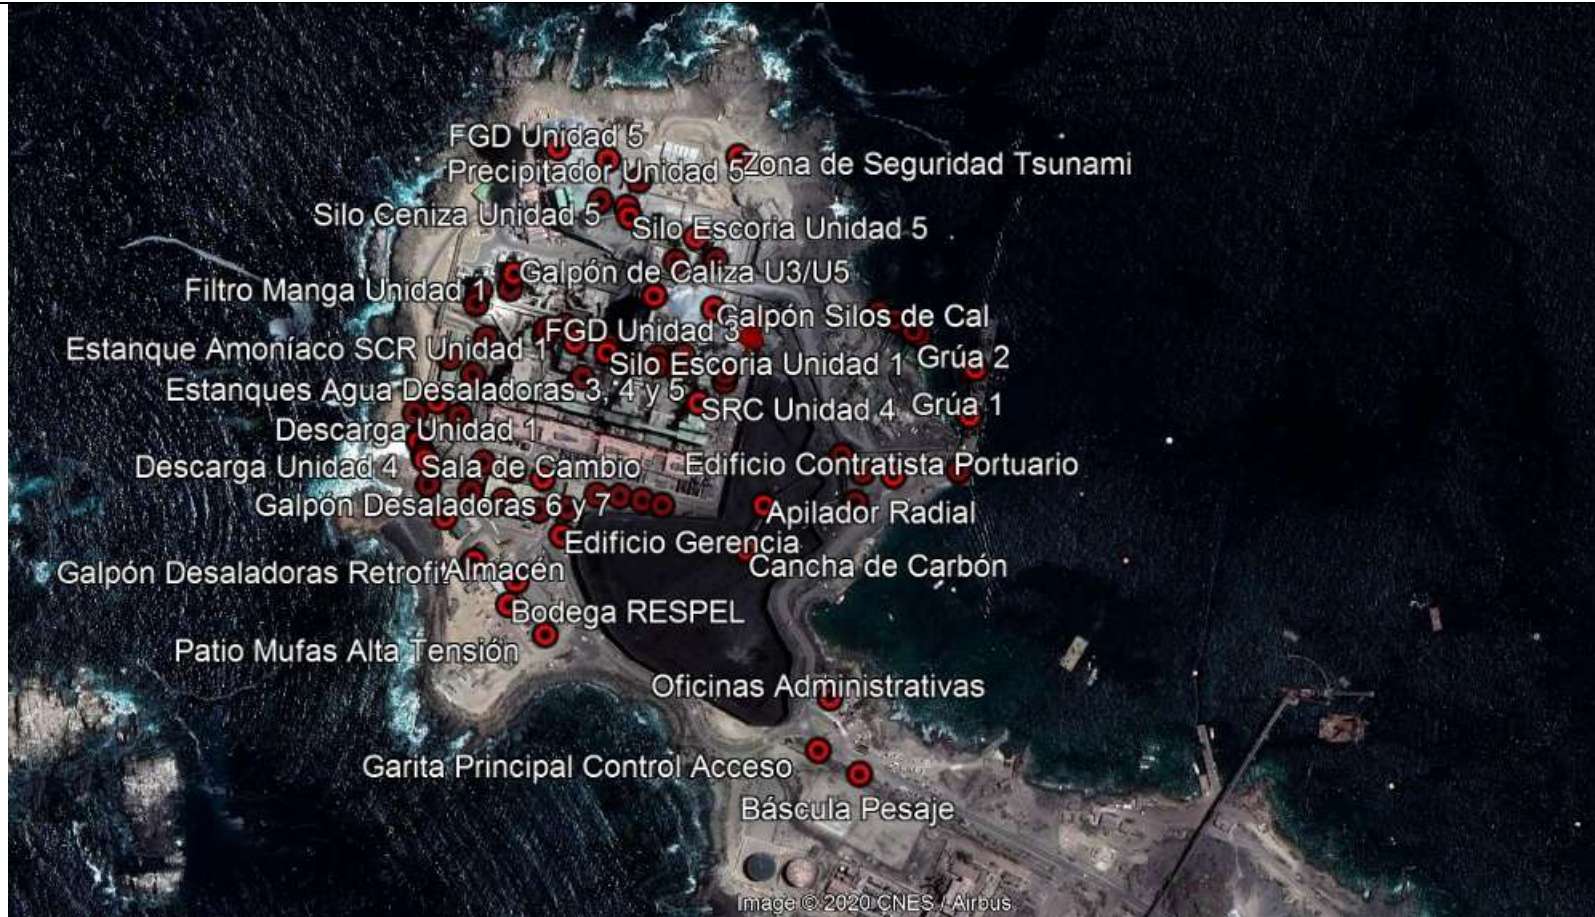 FGD Unidad 5
Zona de Seguridad Tsunami
Precipitador Unidad 5
Silo Ceniza Unidad 5
Silo Escoria Unidad 5
Galpón de Caliza U3/U5
Filtro Manga Unidad 1
Galpón Silos de Cal
FGD Unidad 3
Estanque Amoníaco SCR Unidad 1
Silo Escoria Unidad 1
Grúa 2
Estanques Agua Desaladoras 3, 4 y 5
SRC Unidad 4
Grúa 1
Descarga Unidad 1
Descarga Unidad 4
Sala de Cambio
Edificio Contratista Portuario
Galpón Desaladoras 6 y 7
Apilador Radial
Edificio Gerencia
Cancha de Carbón
Galpón Desaladoras Retrofit
Almacén
Bodega RESPEL
Patio Mufas Alta Tensión
Oficinas Administrativas
Garita Principal Control Acceso
Báscula Pesaje
Image © 2020 CNES / Airbus